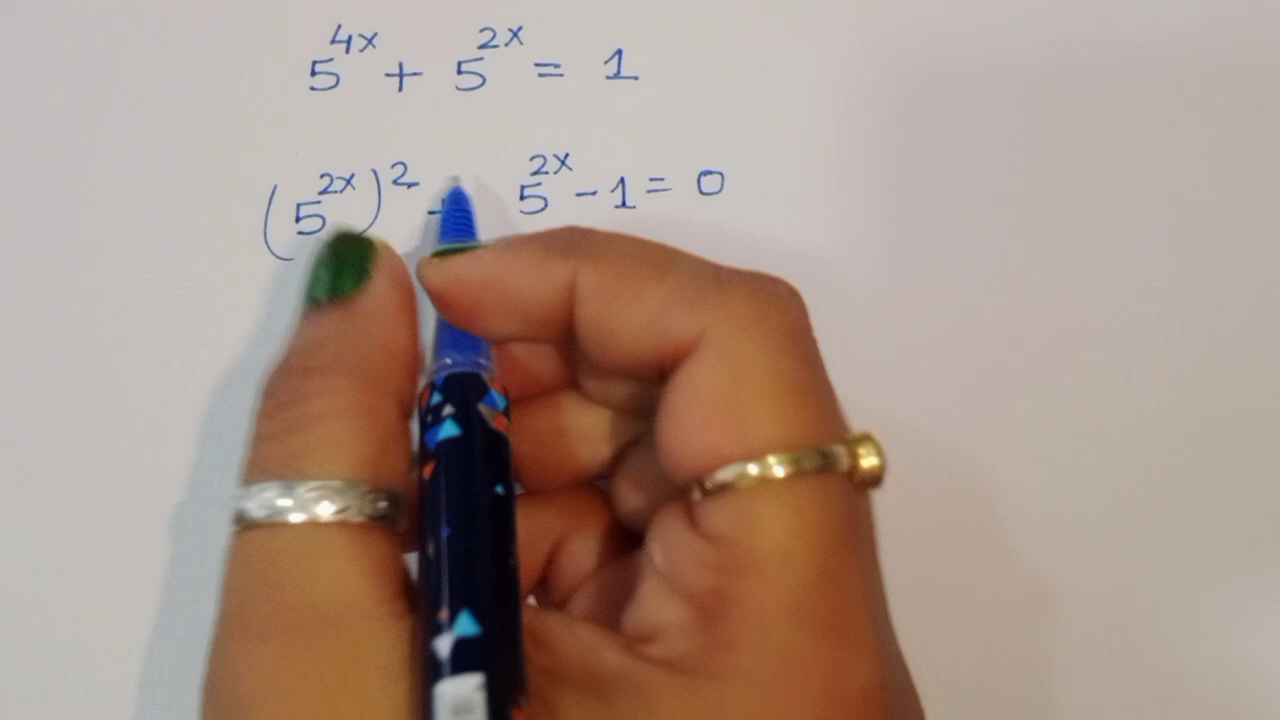 5^{4x} + 5^{2x} = 1
(5^{2x})^2 + 5^{2x} - 1 = 0